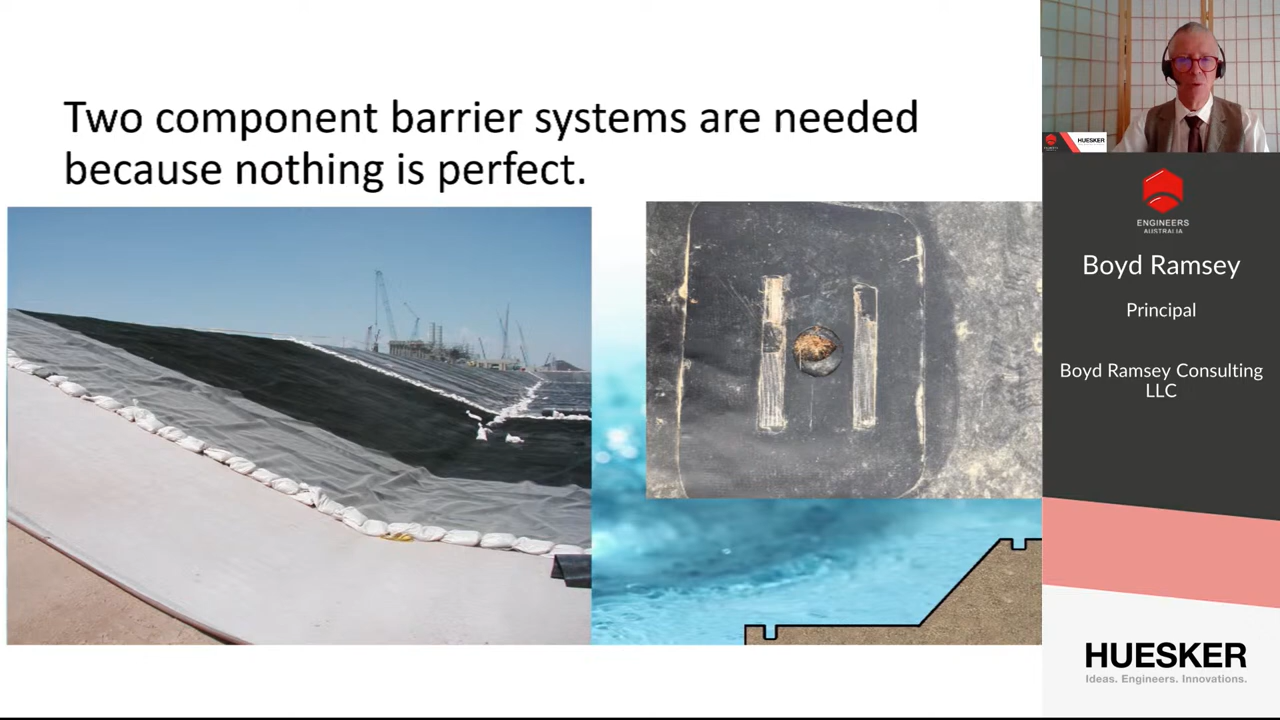 Two component barrier systems are needed
because nothing is perfect.
HUESKER
ENGINEERS
AUSTRALIA
Boyd Ramsey
Principal
Boyd Ramsey Consulting
LLC
HUESKER
Ideas. Engineers. Innovations.